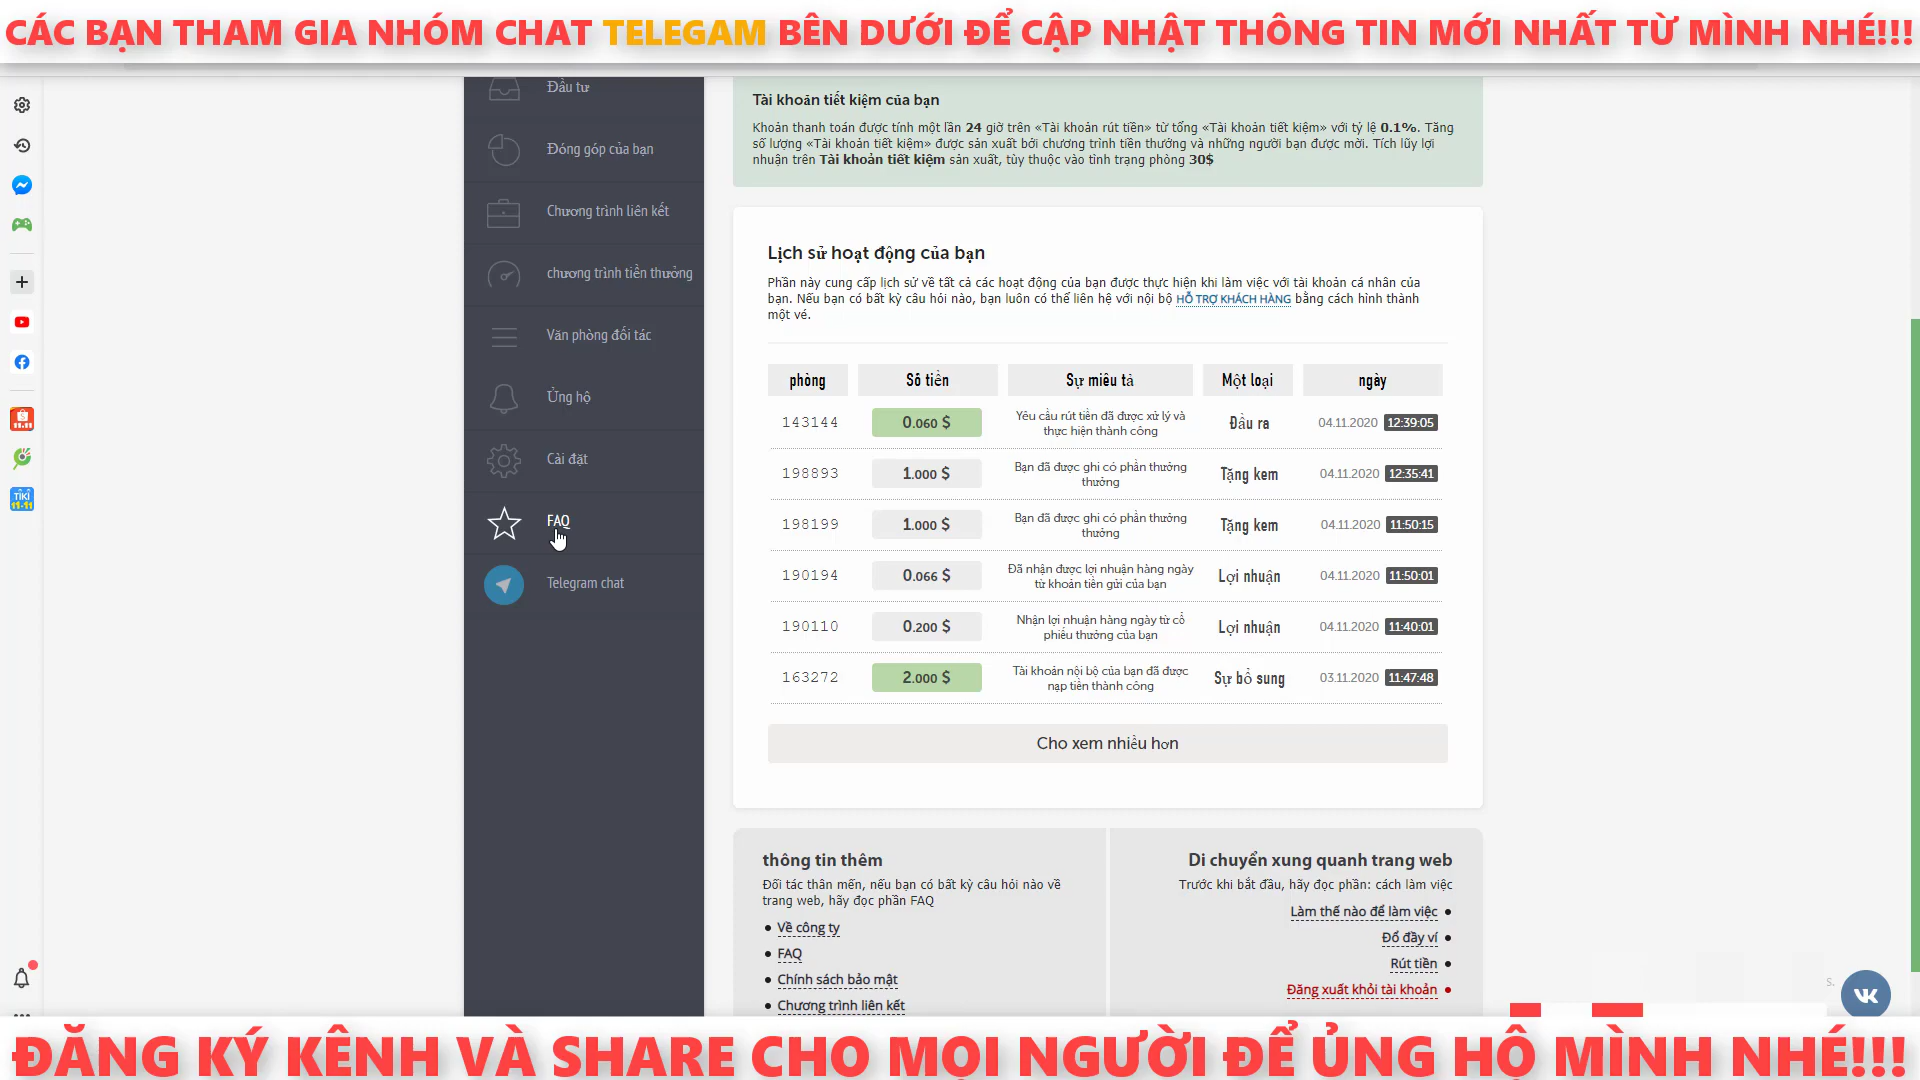 CÁC BẠN THAM GIA NHÓM CHAT TELEGAM BÊN DƯỚI ĐỂ CẬP NHẬT THÔNG TIN MỚI NHẤT TỪ MÌNH NHÉ!!!
Đầu tư
Đóng góp của bạn
Chương trình liên kết
chương trình tiền thưởng
Văn phòng đối tác
Ủng hộ
Cài đặt
FAQ
Telegram chat
Tài khoản tiết kiệm của bạn
Khoản thanh toán được tính một lần 24 giờ trên «Tài khoản rút tiền» từ tổng «Tài khoản tiết kiệm» với tỷ lệ 0.1%. Tăng
số lượng «Tài khoản tiết kiệm» được sản xuất bởi chương trình tiền thưởng và những người bạn được mời. Tích lũy lợi
nhuận trên Tài khoản tiết kiệm sản xuất, tùy thuộc vào tình trạng phòng 30$
Lịch sử hoạt động của bạn
Phần này cung cấp lịch sử về tất cả các hoạt động của bạn được thực hiện khi làm việc với tài khoản cá nhân của
bạn. Nếu bạn có bất kỳ câu hỏi nào, bạn luôn có thể liên hệ với nội bộ HỖ TRỢ KHÁCH HÀNG bằng cách hình thành
một vé.
phòng Số tiền Sự miêu tả Một loại ngày
143144 0.060 $ Yêu cầu rút tiền đã được xử lý và
thực hiện thành công Đầu ra 04.11.2020 12:39:05
198893 1.000 $ Bạn đã được ghi có phần thưởng
thưởng Tặng kem 04.11.2020 12:35:41
198199 1.000 $ Bạn đã được ghi có phần thưởng
thưởng Tặng kem 04.11.2020 11:50:15
190194 0.066 $ Đã nhận được lợi nhuận hàng ngày
từ khoản tiền gửi của bạn Lợi nhuận 04.11.2020 11:50:01
190110 0.200 $ Nhận lợi nhuận hàng ngày từ cổ
phiếu thưởng của bạn Lợi nhuận 04.11.2020 11:40:01
163272 2.000 $ Tài khoản nội bộ của bạn đã được
nạp tiền thành công Sự bổ sung 03.11.2020 11:47:48
Cho xem nhiều hơn
thông tin thêm
Đối tác thân mến, nếu bạn có bất kỳ câu hỏi nào về
trang web, hãy đọc phần FAQ
Về công ty
FAQ
Chính sách bảo mật
Chương trình liên kết
Di chuyển xung quanh trang web
Trước khi bắt đầu, hãy đọc phần: cách làm việc
Làm thế nào để làm việc
Đổ đầy ví
Rút tiền
Đăng xuất khỏi tài khoản
11.11
TIKI
11-11
s.
VK
ĐĂNG KÝ KÊNH VÀ SHARE CHO MỌI NGƯỜI ĐỂ ỦNG HỘ MÌNH NHÉ!!!